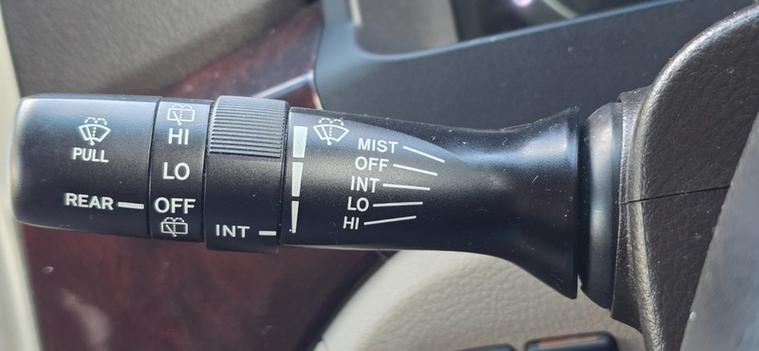 PULL
REAR
HI
LO
OFF
INT
MIST
OFF
INT
LO
HI